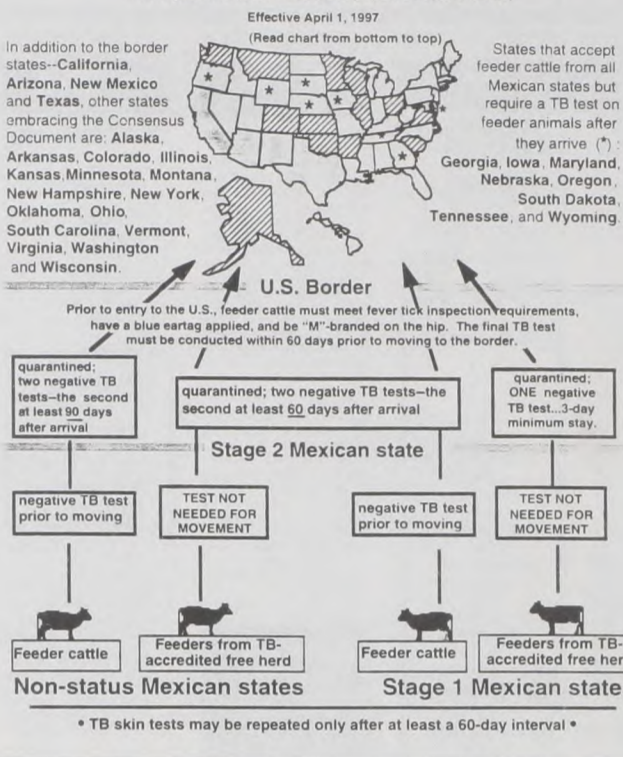 Effective April 1, 1997
(Read chart from bottom to top)
In addition to the border
states--California,
Arizona, New Mexico
and Texas, other states
embracing the Consensus
Document are: Alaska,
Arkansas, Colorado, Illinois,
Kansas,Minnesota, Montana,
New Hampshire, New York,
Oklahoma, Ohio,
South Carolina, Vermont,
Virginia, Washington
and Wisconsin.
States that accept
feeder cattle from all
Mexican states but
require a TB test on
feeder animals after
they arrive (*) :
Georgia, Iowa, Maryland,
Nebraska, Oregon,
South Dakota,
Tennessee, and Wyoming.
U.S. Border
Prior to entry to the U.S., feeder cattle must meet fever tick inspection requirements,
have a blue eartag applied, and be "M"-branded on the hip. The final TB test
must be conducted within 60 days prior to moving to the border.
quarantined;
two negative TB
tests–the second
at least 90 days
after arrival
quarantined; two negative TB tests–the
second at least 60 days after arrival
quarantined;
ONE negative
TB test...3-day
minimum stay.
Stage 2 Mexican state
negative TB test
prior to moving
TEST NOT
NEEDED FOR
MOVEMENT
negative TB test
prior to moving
TEST NOT
NEEDED FOR
MOVEMENT
Feeder cattle
Feeders from TB-
accredited free herd
Feeder cattle
Feeders from TB-
accredited free her
Non-status Mexican states
Stage 1 Mexican state
• TB skin tests may be repeated only after at least a 60-day interval •